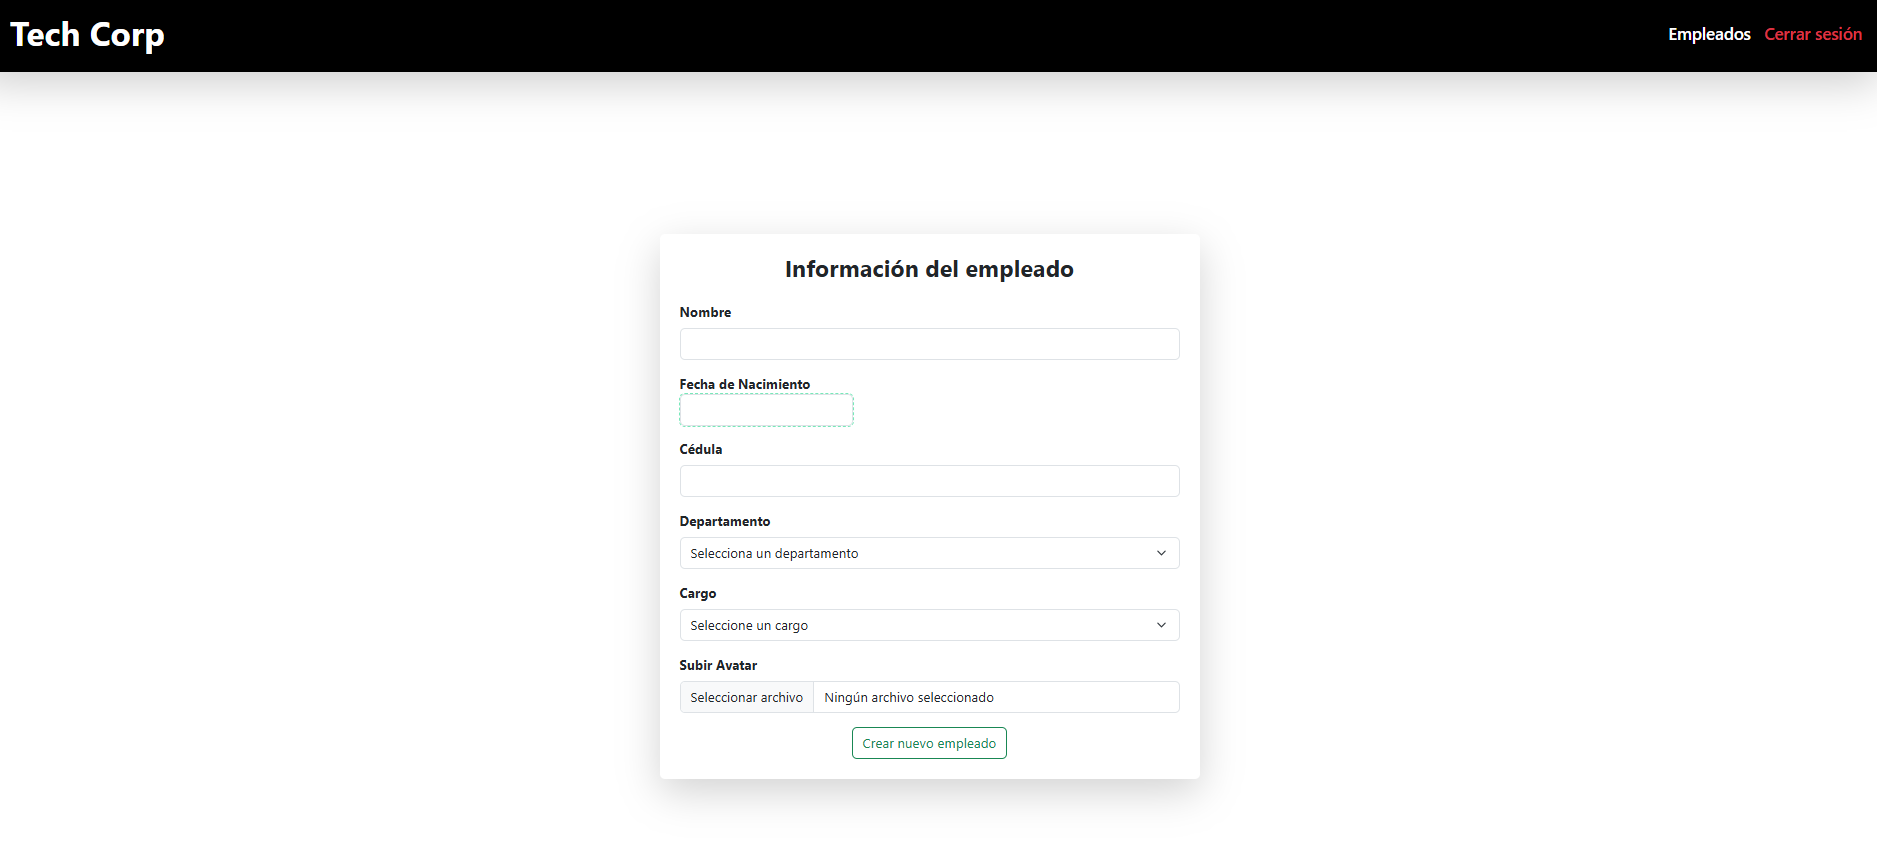 Tech Corp
Empleados Cerrar sesión
Información del empleado
Nombre
Fecha de Nacimiento
Cédula
Departamento
Selecciona un departamento
Cargo
Seleccione un cargo
Subir Avatar
Seleccionar archivo Ningún archivo seleccionado
Crear nuevo empleado